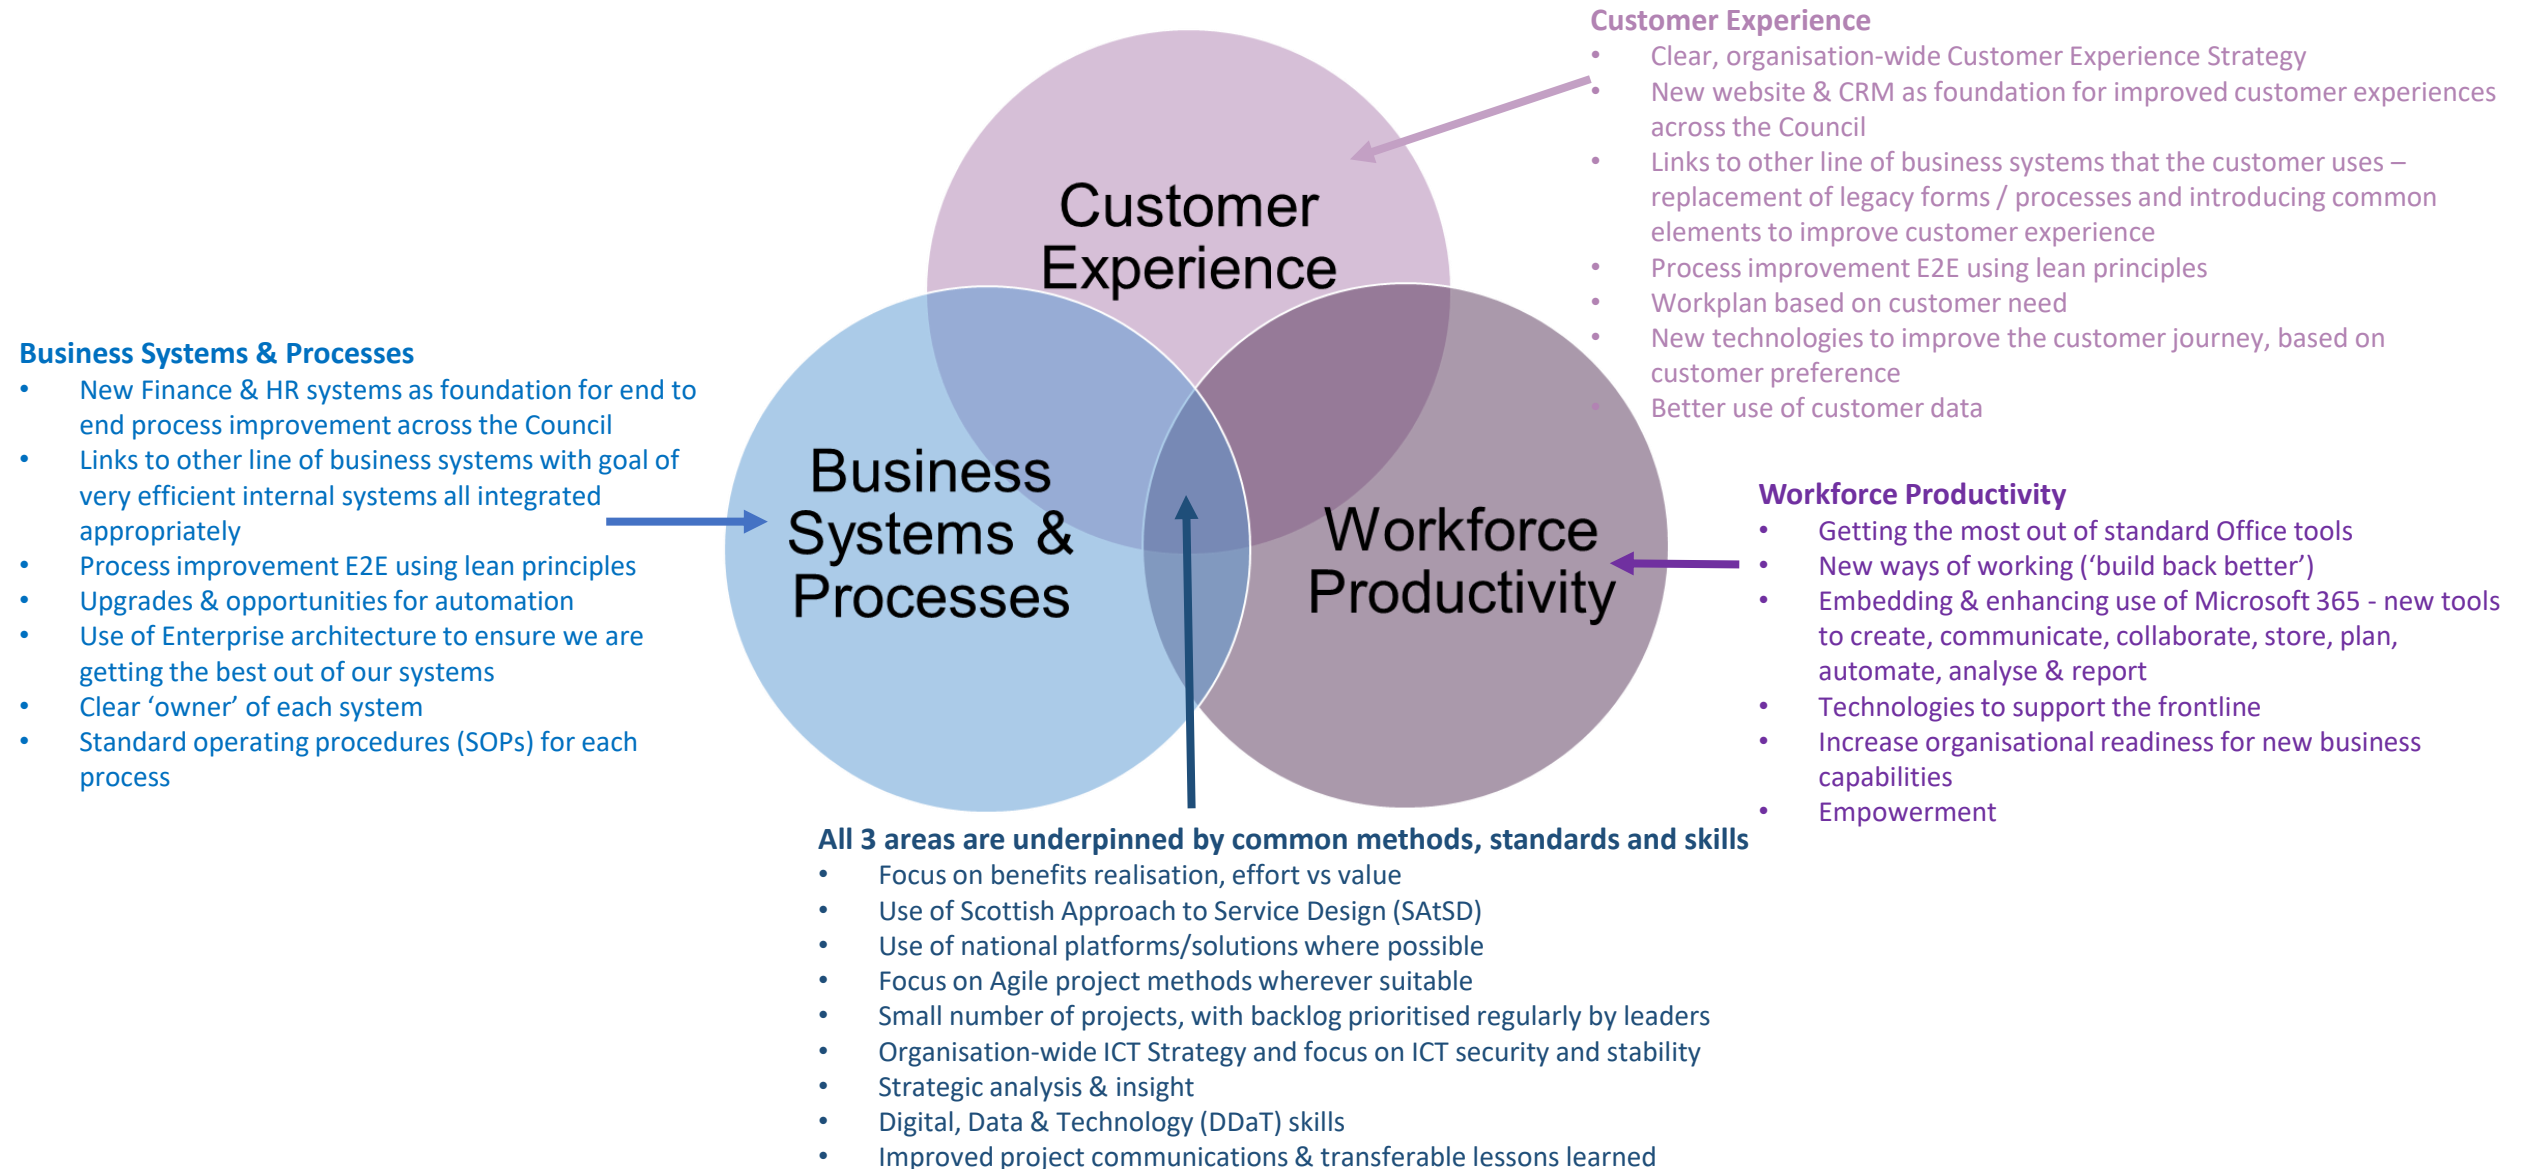 Customer Experience
• Clear, organisation-wide Customer Experience Strategy
• New website & CRM as foundation for improved customer experiences
across the Council
• Links to other line of business systems that the customer uses –
replacement of legacy forms / processes and introducing common
elements to improve customer experience
• Process improvement E2E using lean principles
• Workplan based on customer need
• New technologies to improve the customer journey, based on
customer preference
• Better use of customer data
Customer
Experience
Business Systems & Processes
• New Finance & HR systems as foundation for end to
end process improvement across the Council
• Links to other line of business systems with goal of
very efficient internal systems all integrated
appropriately
• Process improvement E2E using lean principles
• Upgrades & opportunities for automation
• Use of Enterprise architecture to ensure we are
getting the best out of our systems
• Clear ‘owner’ of each system
• Standard operating procedures (SOPs) for each
process
Business
Systems &
Processes
Workforce
Productivity
Workforce Productivity
• Getting the most out of standard Office tools
• New ways of working (‘build back better’)
• Embedding & enhancing use of Microsoft 365 - new tools
to create, communicate, collaborate, store, plan,
automate, analyse & report
• Technologies to support the frontline
• Increase organisational readiness for new business
capabilities
• Empowerment
All 3 areas are underpinned by common methods, standards and skills
• Focus on benefits realisation, effort vs value
• Use of Scottish Approach to Service Design (SAtSD)
• Use of national platforms/solutions where possible
• Focus on Agile project methods wherever suitable
• Small number of projects, with backlog prioritised regularly by leaders
• Organisation-wide ICT Strategy and focus on ICT security and stability
• Strategic analysis & insight
• Digital, Data & Technology (DDaT) skills
• Improved project communications & transferable lessons learned